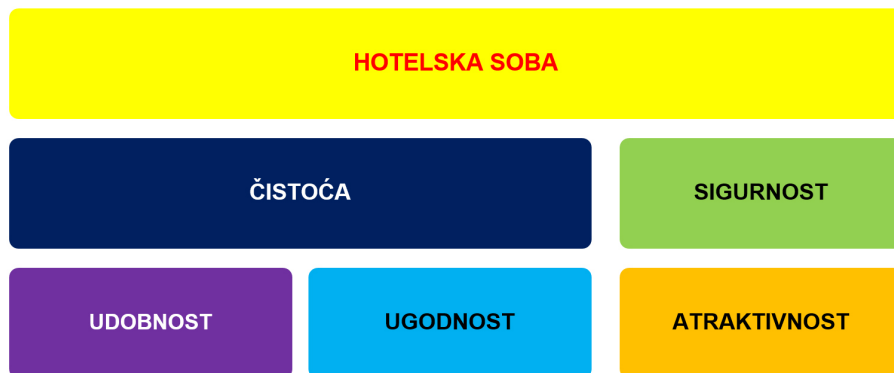 HOTELSKA SOBA
ČISTOĆA
SIGURNOST
UDOBNOST
UGODNOST
ATRAKTIVNOST